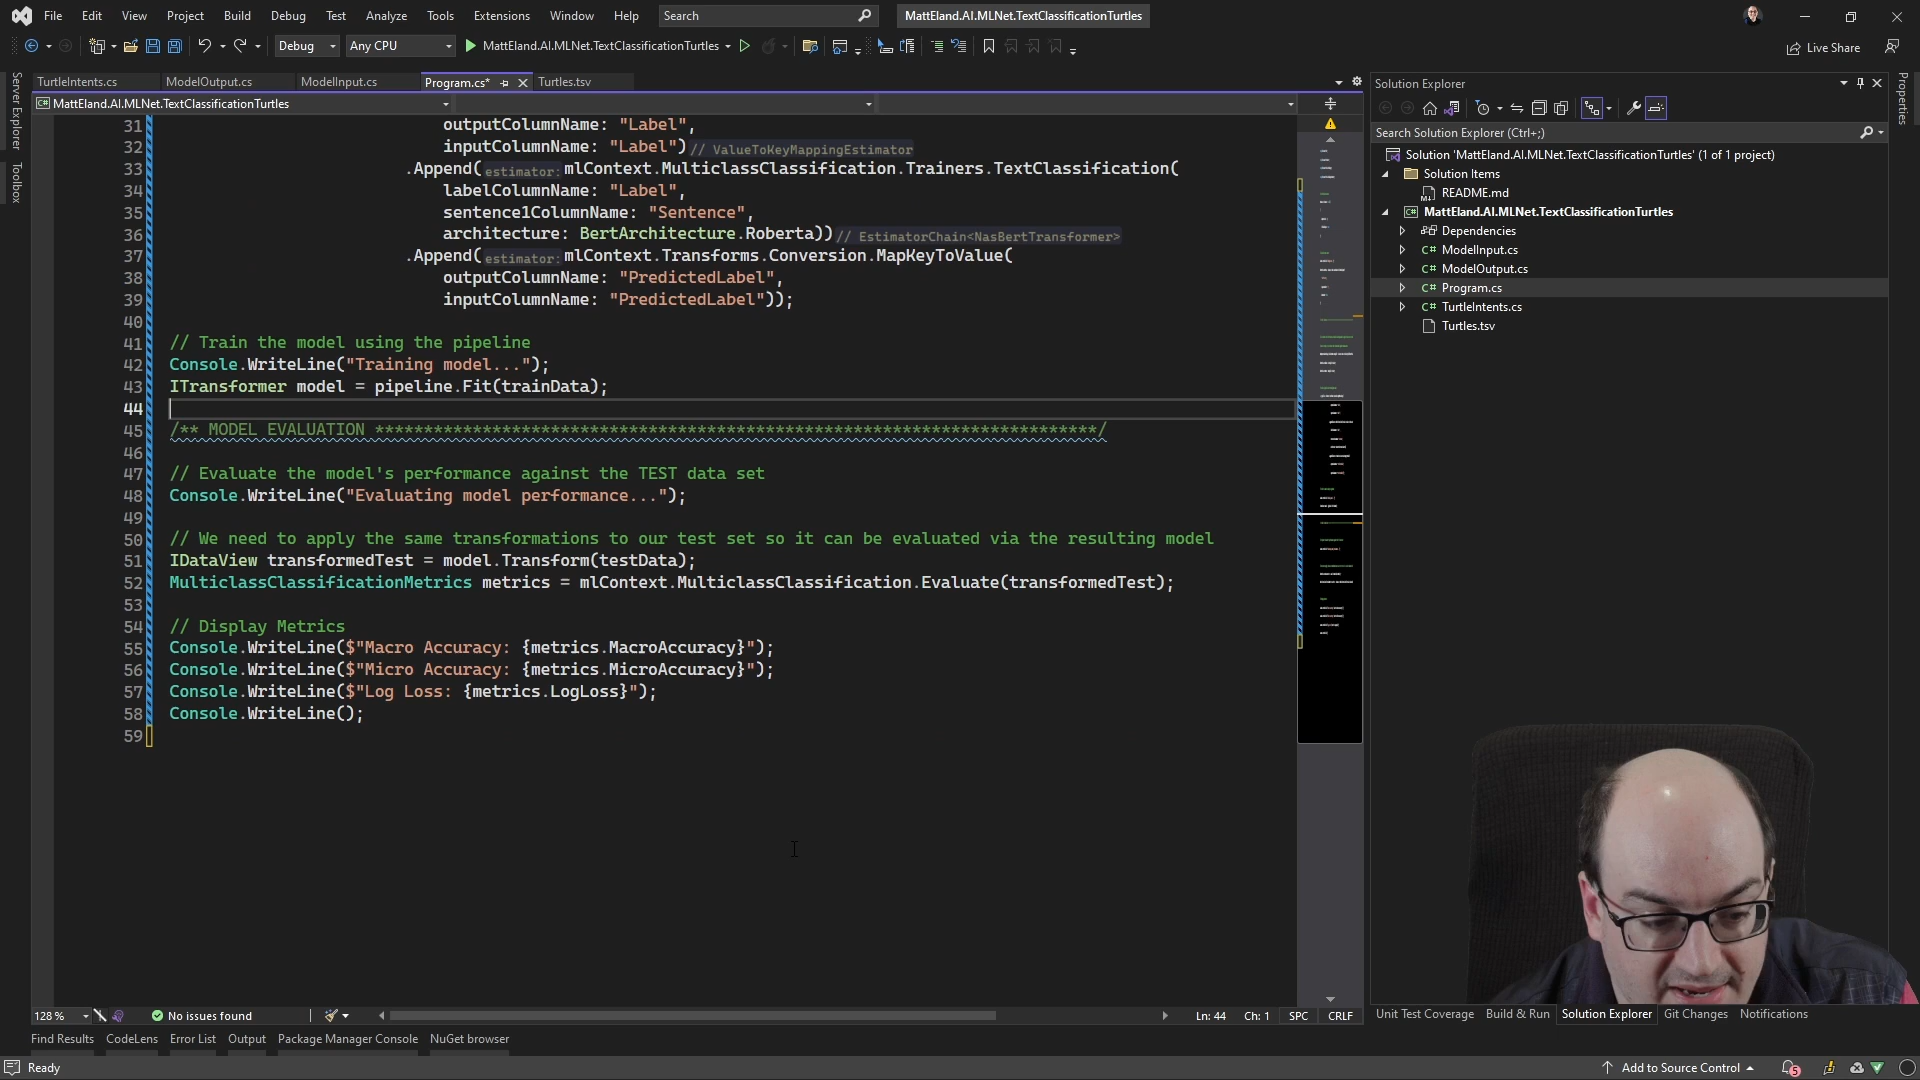 File Edit View Project Build Debug Test Analyze Tools Extensions Window Help Search MattEland.AI.MLNet.TextClassificationTurtles
Debug Any CPU MattEland.AI.MLNet.TextClassificationTurtles Live Share
Server Explorer
Toolbox
TurtleIntents.cs ModelOutput.cs ModelInput.cs Program.cs* Turtles.tsv
MattEland.AI.MLNet.TextClassificationTurtles
31 outputColumnName: "Label",
32 inputColumnName: "Label") // ValueToKeyMappingEstimator
33 .Append( estimator: mlContext.MulticlassClassification.Trainers.TextClassification(
34 labelColumnName: "Label",
35 sentence1ColumnName: "Sentence",
36 architecture: BertArchitecture.Roberta)) // EstimatorChain<NasBertTransformer>
37 .Append( estimator: mlContext.Transforms.Conversion.MapKeyToValue(
38 outputColumnName: "PredictedLabel",
39 inputColumnName: "PredictedLabel"));
40
41 // Train the model using the pipeline
42 Console.WriteLine("Training model...");
43 ITransformer model = pipeline.Fit(trainData);
44
45 /** MODEL EVALUATION **************************************************************************/
46
47 // Evaluate the model's performance against the TEST data set
48 Console.WriteLine("Evaluating model performance...");
49
50 // We need to apply the same transformations to our test set so it can be evaluated via the resulting model
51 IDataView transformedTest = model.Transform(testData);
52 MulticlassClassificationMetrics metrics = mlContext.MulticlassClassification.Evaluate(transformedTest);
53
54 // Display Metrics
55 Console.WriteLine($"Macro Accuracy: {metrics.MacroAccuracy}");
56 Console.WriteLine($"Micro Accuracy: {metrics.MicroAccuracy}");
57 Console.WriteLine($"Log Loss: {metrics.LogLoss}");
58 Console.WriteLine();
59
128 % No issues found Ln: 44 Ch: 1 SPC CRLF
Find Results CodeLens Error List Output Package Manager Console NuGet browser
Solution Explorer
Search Solution Explorer (Ctrl+;)
Solution 'MattEland.AI.MLNet.TextClassificationTurtles' (1 of 1 project)
Solution Items
README.md
C# MattEland.AI.MLNet.TextClassificationTurtles
Dependencies
C# ModelInput.cs
C# ModelOutput.cs
C# Program.cs
C# TurtleIntents.cs
Turtles.tsv
Properties
Unit Test Coverage Build & Run Solution Explorer Git Changes Notifications
Ready Add to Source Control 5